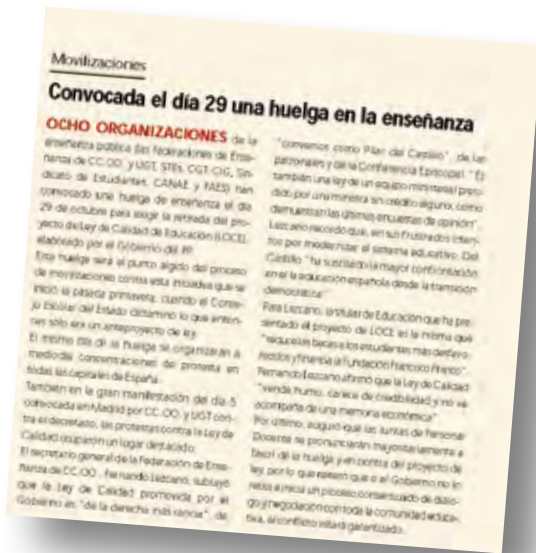 Movilizaciones
Convocada el día 29 una huelga en la enseñanza
OCHO ORGANIZACIONES de la
enseñanza pública (las federaciones de Ense-
ñanza de CC.OO. y UGT, STEs, CGT, CIG, Sin-
dicato de Estudiantes, CANAE y FAES) han
convocado una huelga de enseñanza el día
29 de octubre para exigir la retirada del pro-
yecto de Ley de Calidad de Educación (LOCE),
elaborado por el Gobierno del PP.
Esta huelga será el punto álgido del proceso
de movilizaciones contra esta iniciativa que se
inició la pasada primavera, cuando el Conse-
jo Escolar del Estado dictaminó lo que enton-
ces sólo era un anteproyecto de ley.
El mismo día de la huelga se organizarán a
mediodía concentraciones de protesta en
todas las capitales de España.
También en la gran manifestación del día 5
convocada en Madrid por CC.OO. y UGT con-
tra el decretazo, las protestas contra la Ley de
Calidad ocuparon un lugar destacado.
El secretario general de la Federación de Ense-
ñanza de CC.OO., Fernando Lezcano, subrayó
que la Ley de Calidad promovida por el
Gobierno es "de la derecha más rancia", de
"conversos como Pilar del Castillo", de las
patronales y de la Conferencia Episcopal. "Es
también una ley de un equipo ministerial presi-
dido por una ministra sin crédito alguno, como
demuestran las últimas encuestas de opinión".
Lezcano recordó que, en sus frustrados inten-
tos por modernizar el sistema educativo, Del
Castillo "ha suscitado la mayor confrontación
en el la educación española desde la transición
democrática".
Para Lezcano, la titular de Educación que ha pre-
sentado el proyecto de LOCE es la misma que
"reduce las becas a los estudiantes más desfavo-
recidos y financia la Fundación Francisco Franco".
Fernando Lezcano afirmó que la Ley de Calidad
"vende humo, carece de credibilidad y no va
acompaña de una memoria económica".
Por último, auguró que las Juntas de Personal
Docente se pronunciarán mayoritariamente a
favor de la huelga y en contra del proyecto de
ley, por lo que reiteró que o el Gobierno no lo
retira e inicia un proceso consensuado de diálo-
go y negociación con toda la comunidad educa-
tiva, el conflicto estará garantizado.